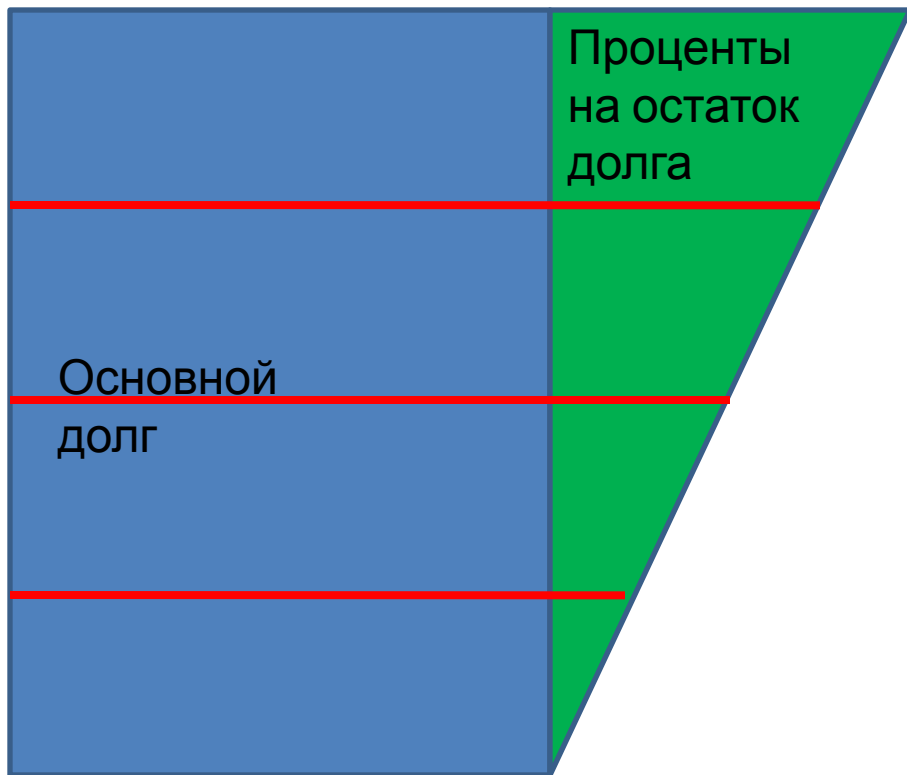 Проценты
на остаток
долга
Основной
долг